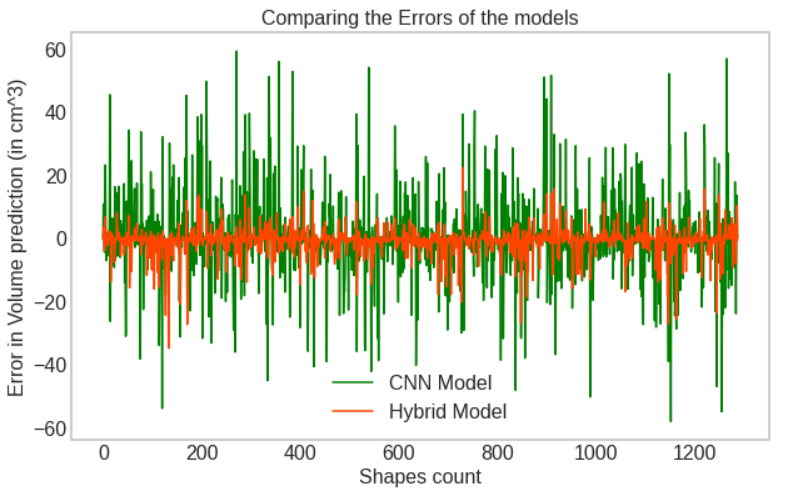 Comparing the Errors of the models
Error in Volume prediction (in cm^3)
60
40
20
0
−20
−40
−60
CNN Model
Hybrid Model
0 200 400 600 800 1000 1200
Shapes count